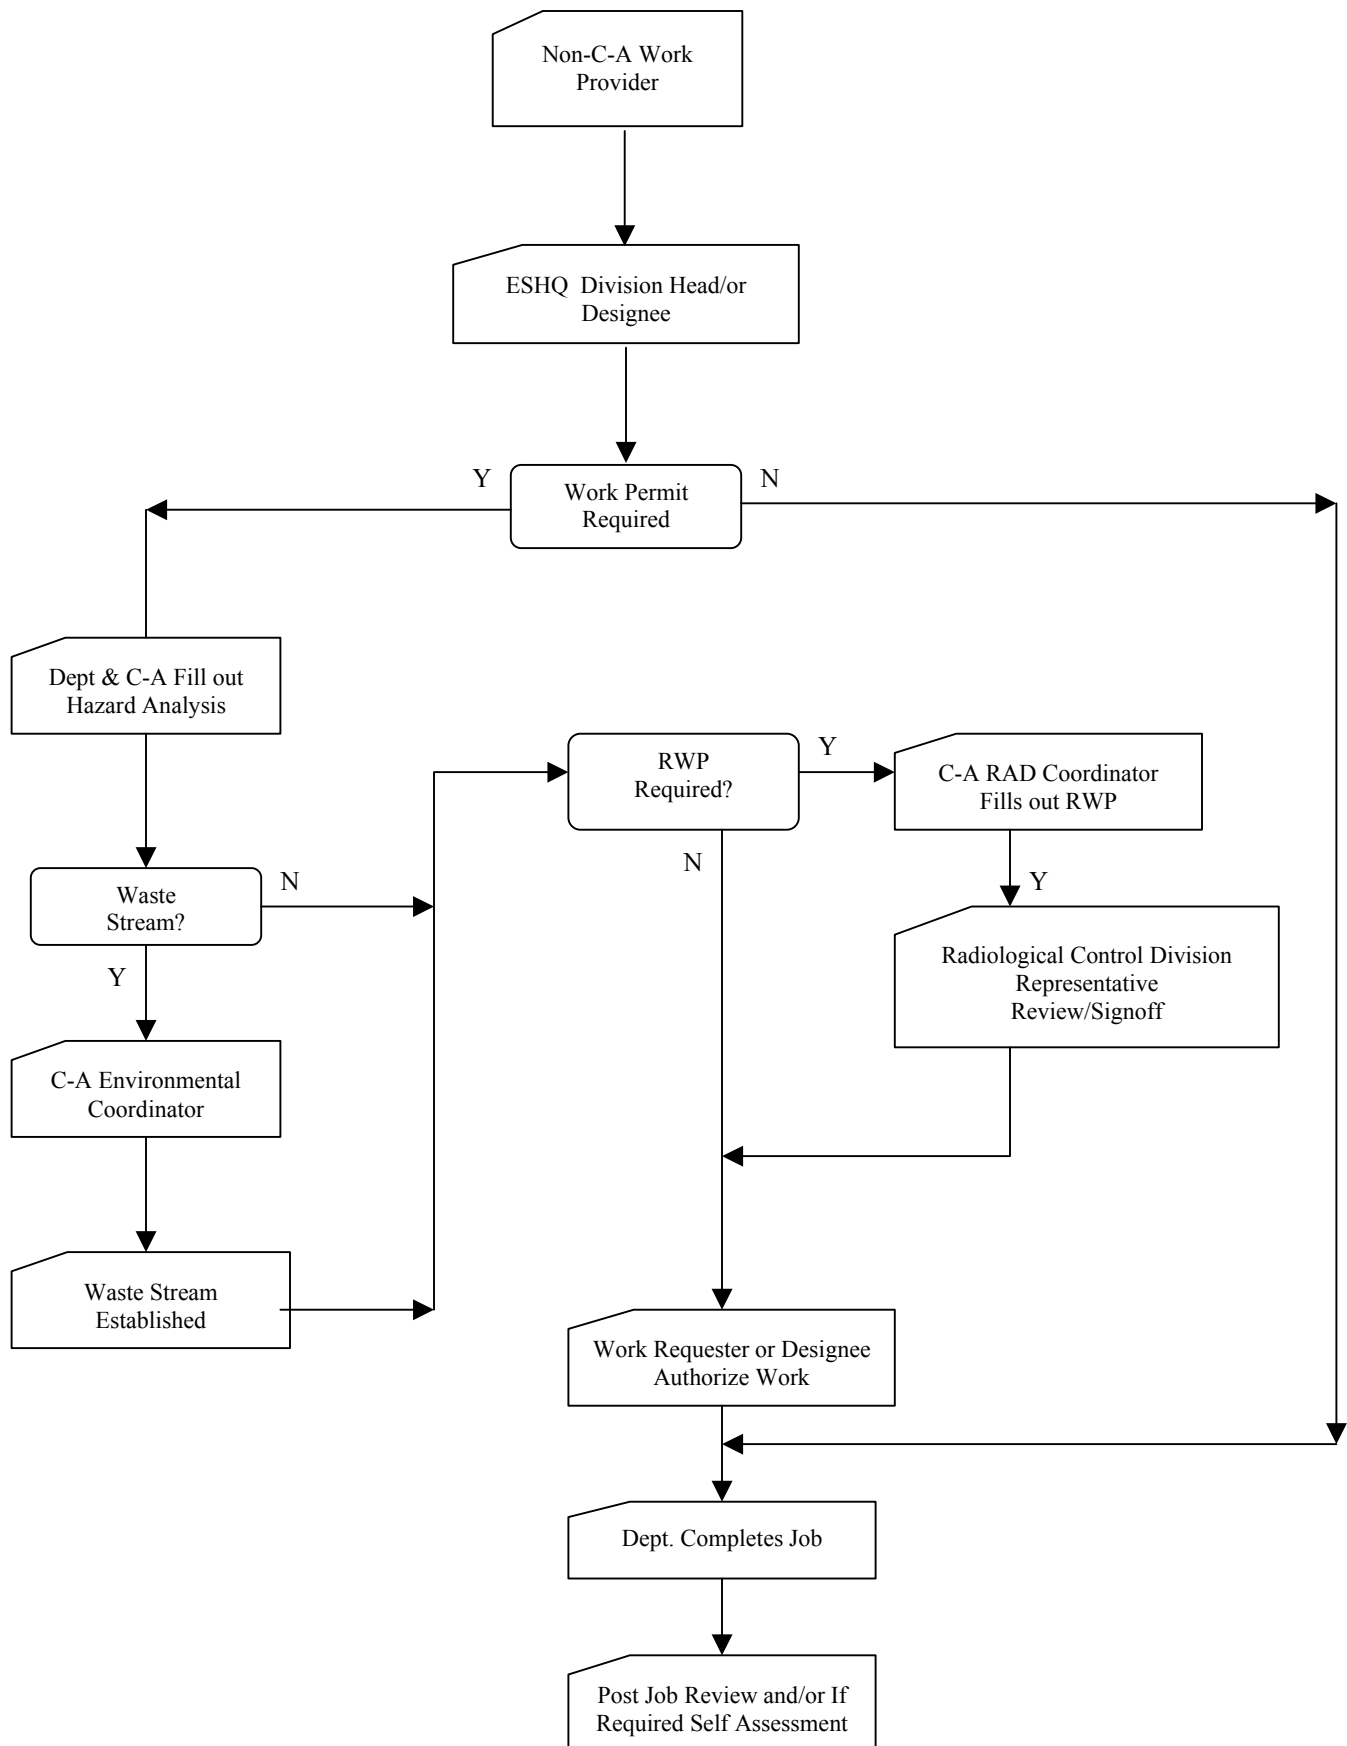 Non-C-A Work
Provider
ESHQ  Division Head/or
Designee
Y
N
Work Permit
Required
Dept & C-A Fill out
Hazard Analysis
RWP
Required?
Y
C-A RAD Coordinator
Fills out RWP
N
Y
Waste
Stream?
N
Y
Radiological Control Division
Representative
Review/Signoff
C-A Environmental
Coordinator
Waste Stream
Established
Work Requester or Designee
Authorize Work
Dept. Completes Job
Post Job Review and/or If
Required Self Assessment